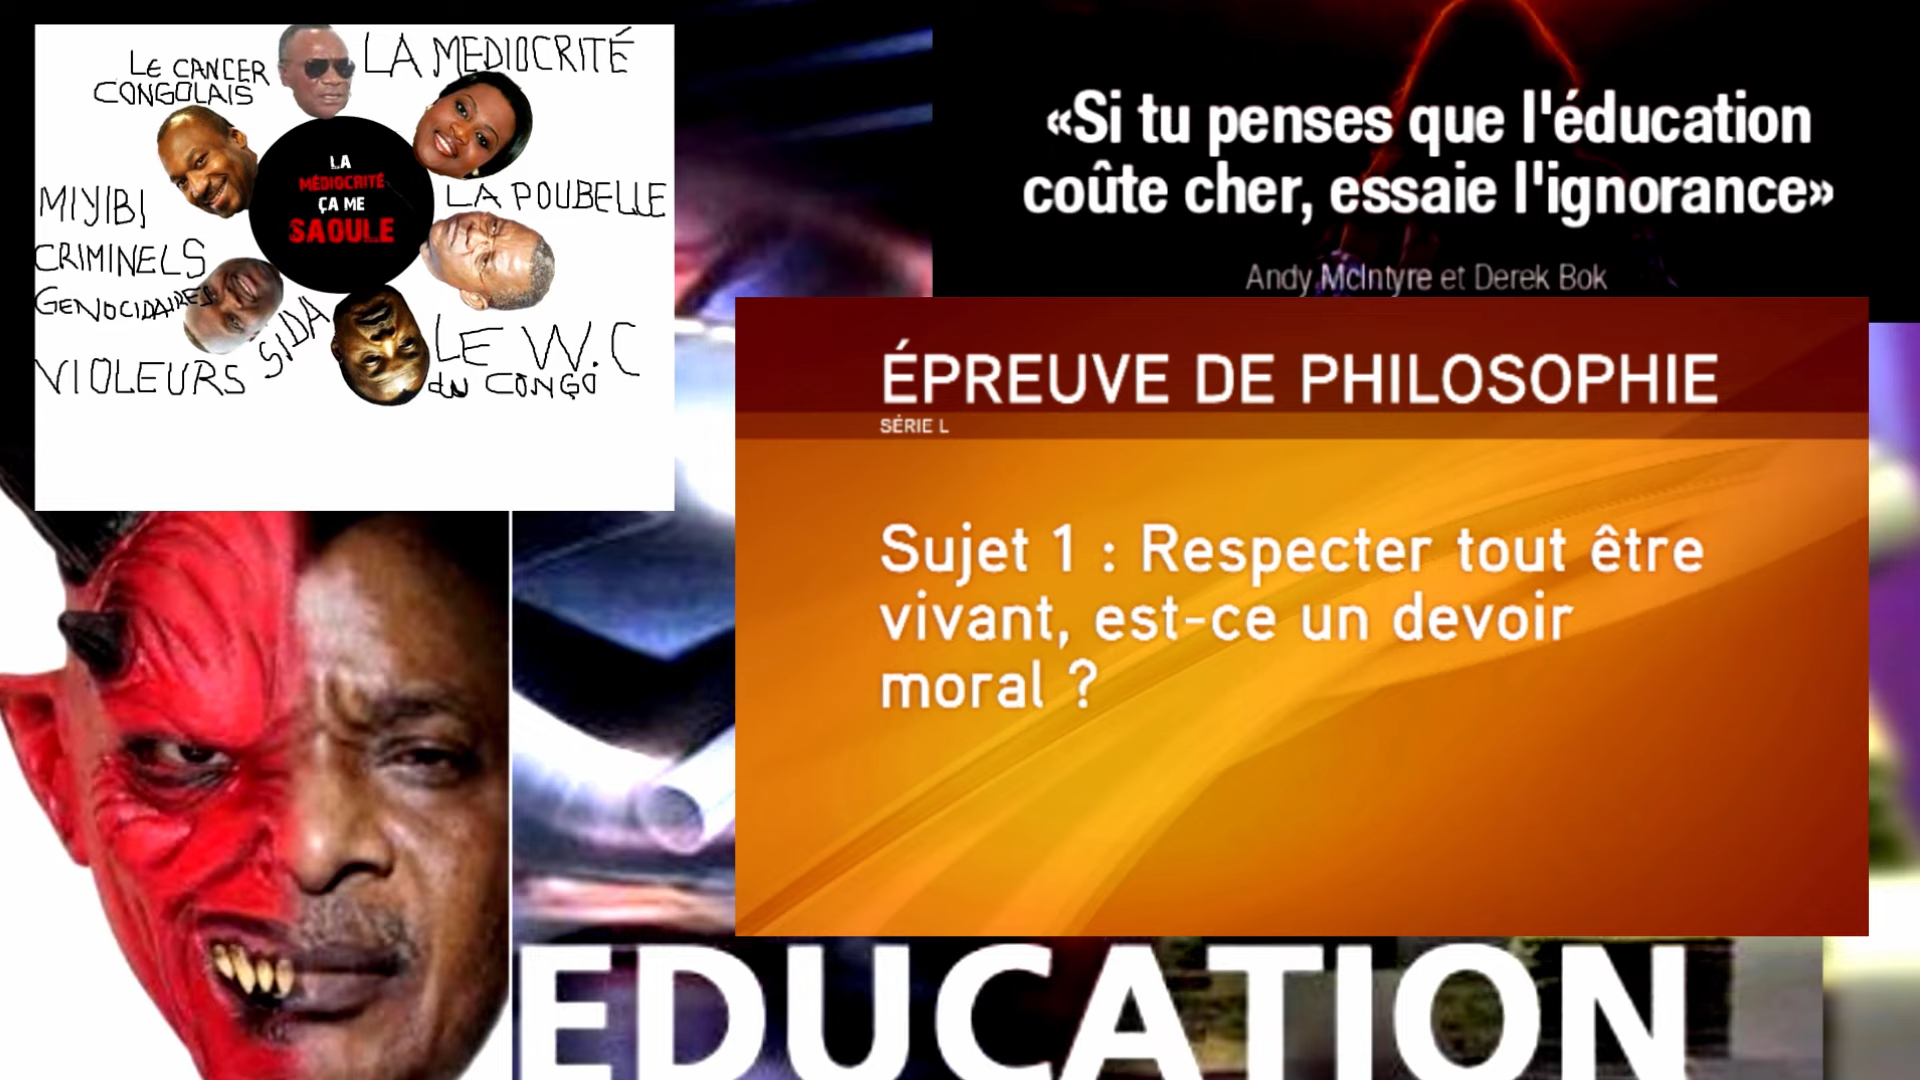 LA MEDIOCRITÉ
LE CANCER
CONGOLAIS
LA
MÉDIOCRITÉ
ÇA ME
SAOULE
MIYIBI
LA POUBELLE
CRIMINELS
GENOCIDAIRES
SIDA
VIOLEURS
LE W.C
du CONGO
«Si tu penses que l'éducation
coûte cher, essaie l'ignorance»
Andy McIntyre et Derek Bok
ÉPREUVE DE PHILOSOPHIE
SÉRIE L
Sujet 1 : Respecter tout être
vivant, est-ce un devoir
moral ?
EDUCATION